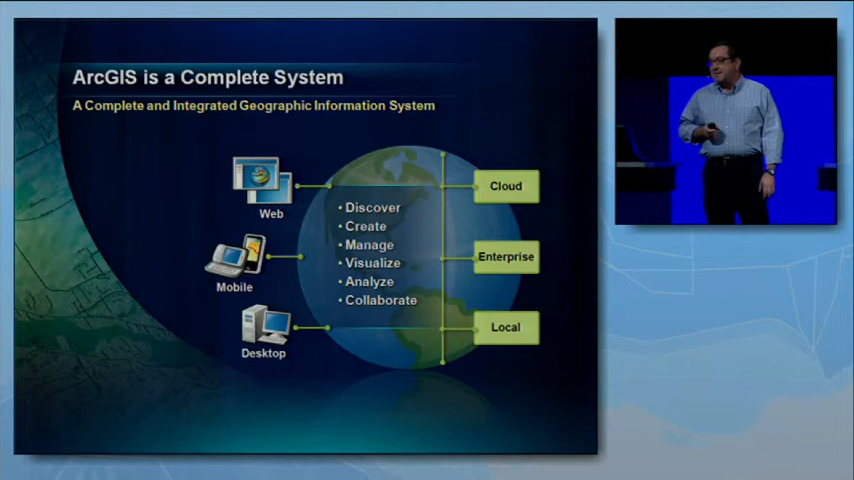 ArcGIS is a Complete System
A Complete and Integrated Geographic Information System
Web
Mobile
Desktop
• Discover
• Create
• Manage
• Visualize
• Analyze
• Collaborate
Cloud
Enterprise
Local